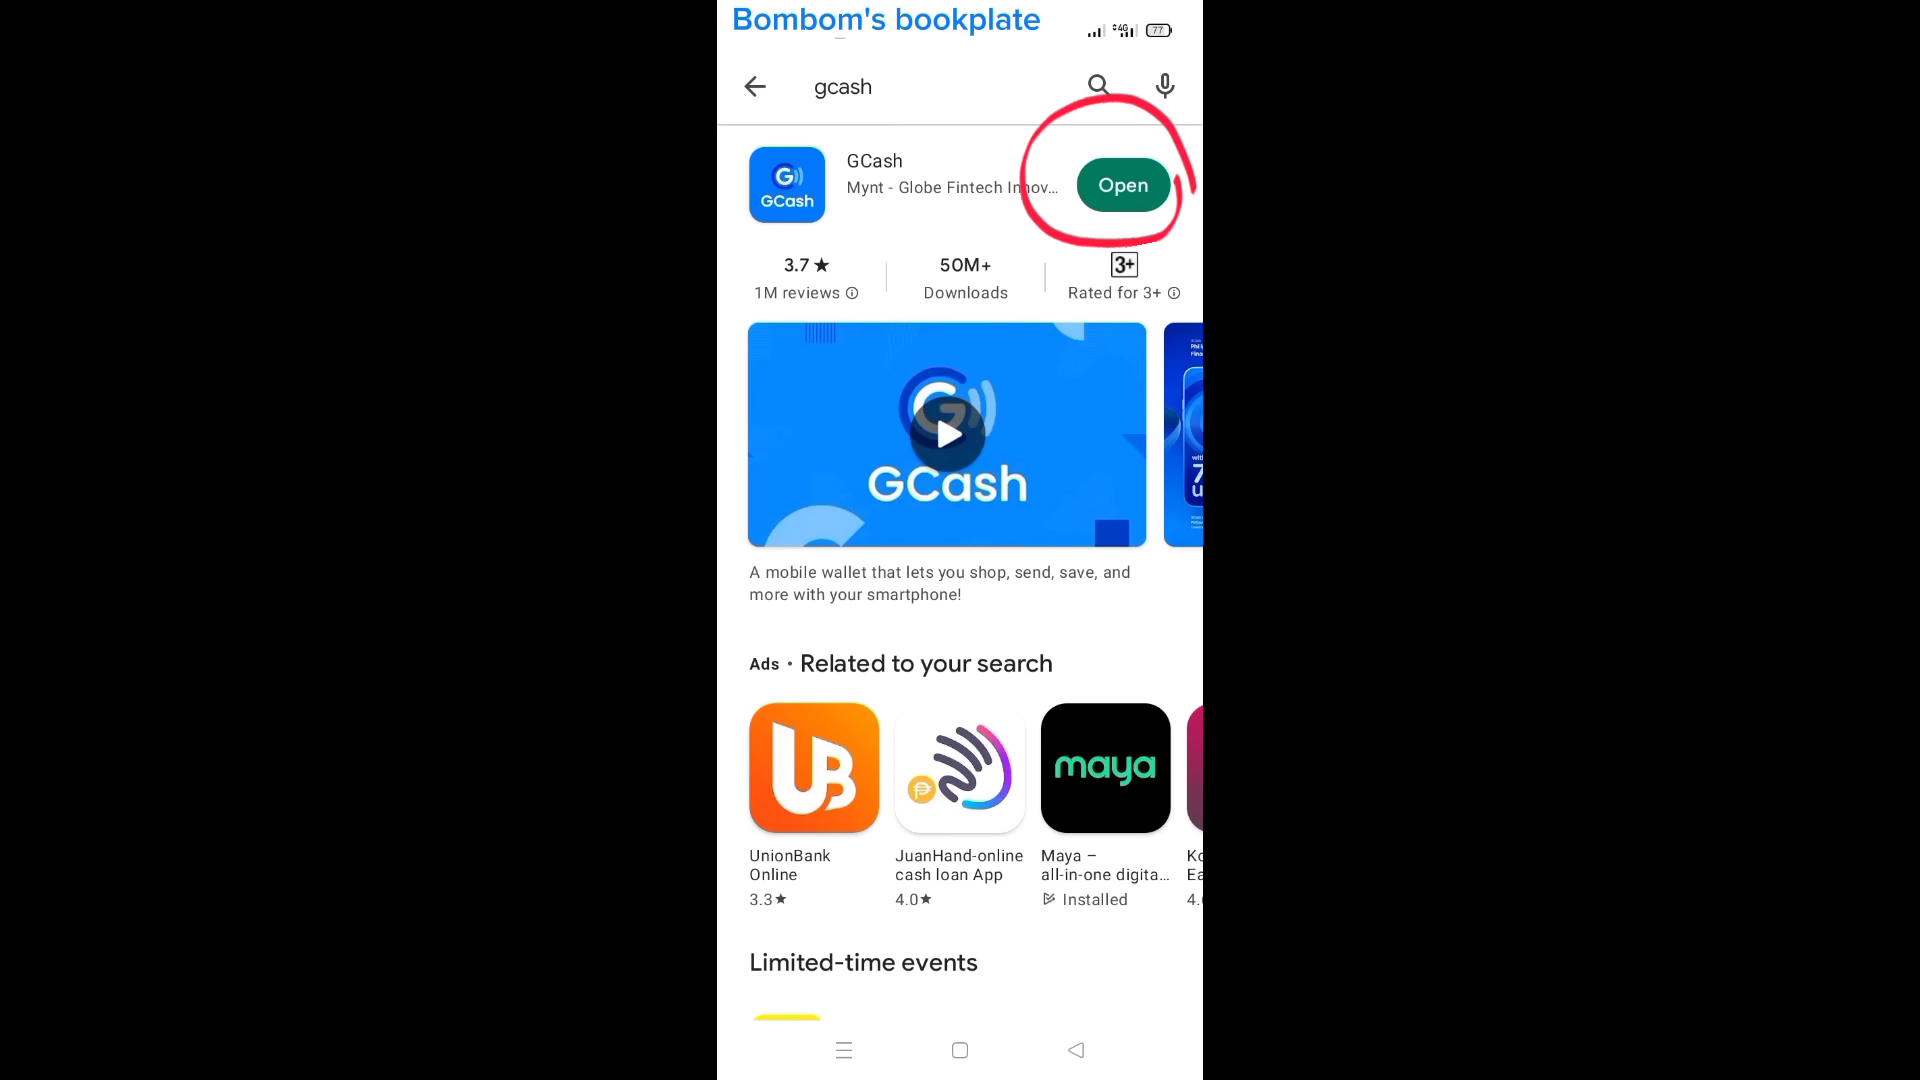 Bombom's bookplate
4G
77
gcash
GCash
GCash
Mynt - Globe Fintech Innov...
Open
3.7 ★
1M reviews
50M+
Downloads
3+
Rated for 3+
GCash
A mobile wallet that lets you shop, send, save, and
more with your smartphone!
Ads • Related to your search
UB
maya
UnionBank
Online
3.3★
JuanHand-online
cash loan App
4.0★
Maya –
all-in-one digita...
Installed
Limited-time events